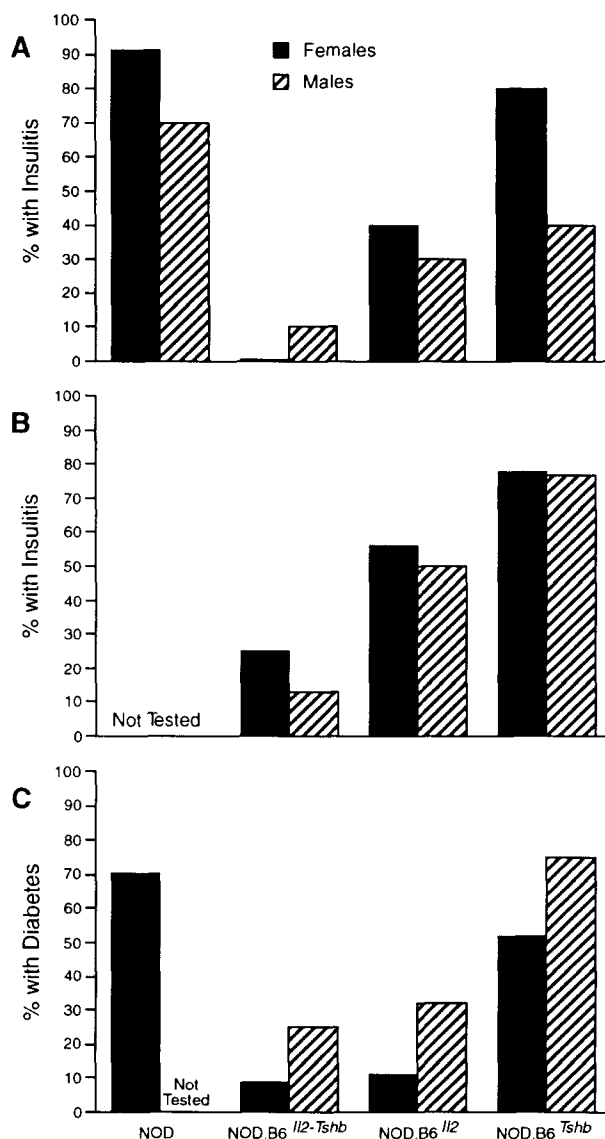 A
Females
Males
% with Insulitis
100
90
80
70
60
50
40
30
20
10
0
B
% with Insulitis
100
90
80
70
60
50
40
30
20
10
0
Not Tested
C
% with Diabetes
100
90
80
70
60
50
40
30
20
10
0
Not
Tested
NOD NOD.B6 Il2-Tshb NOD.B6 Il2 NOD.B6 Tshb